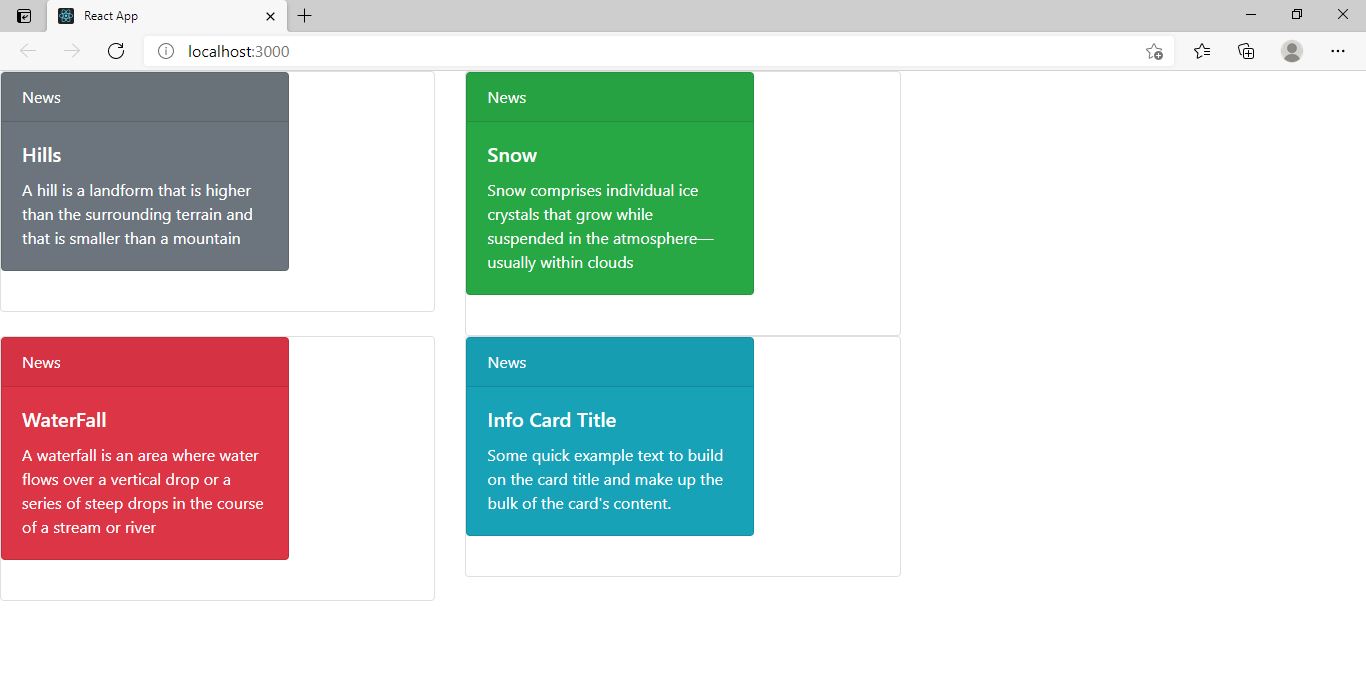 React App
localhost:3000
News
Hills
A hill is a landform that is higher
than the surrounding terrain and
that is smaller than a mountain
News
Snow
Snow comprises individual ice
crystals that grow while
suspended in the atmosphere—
usually within clouds
News
WaterFall
A waterfall is an area where water
flows over a vertical drop or a
series of steep drops in the course
of a stream or river
News
Info Card Title
Some quick example text to build
on the card title and make up the
bulk of the card's content.